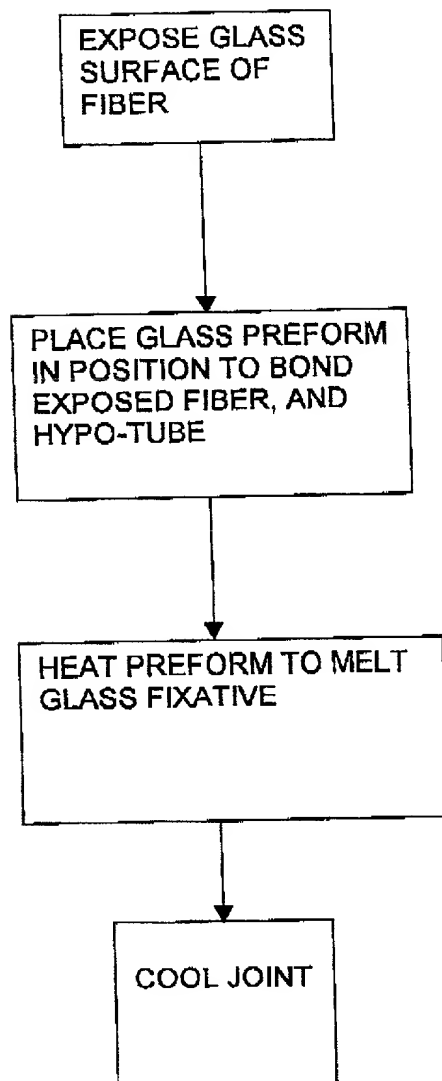 EXPOSE GLASS
SURFACE OF
FIBER
PLACE GLASS PREFORM
IN POSITION TO BOND
EXPOSED FIBER, AND
HYPO-TUBE
HEAT PREFORM TO MELT
GLASS FIXATIVE
COOL JOINT